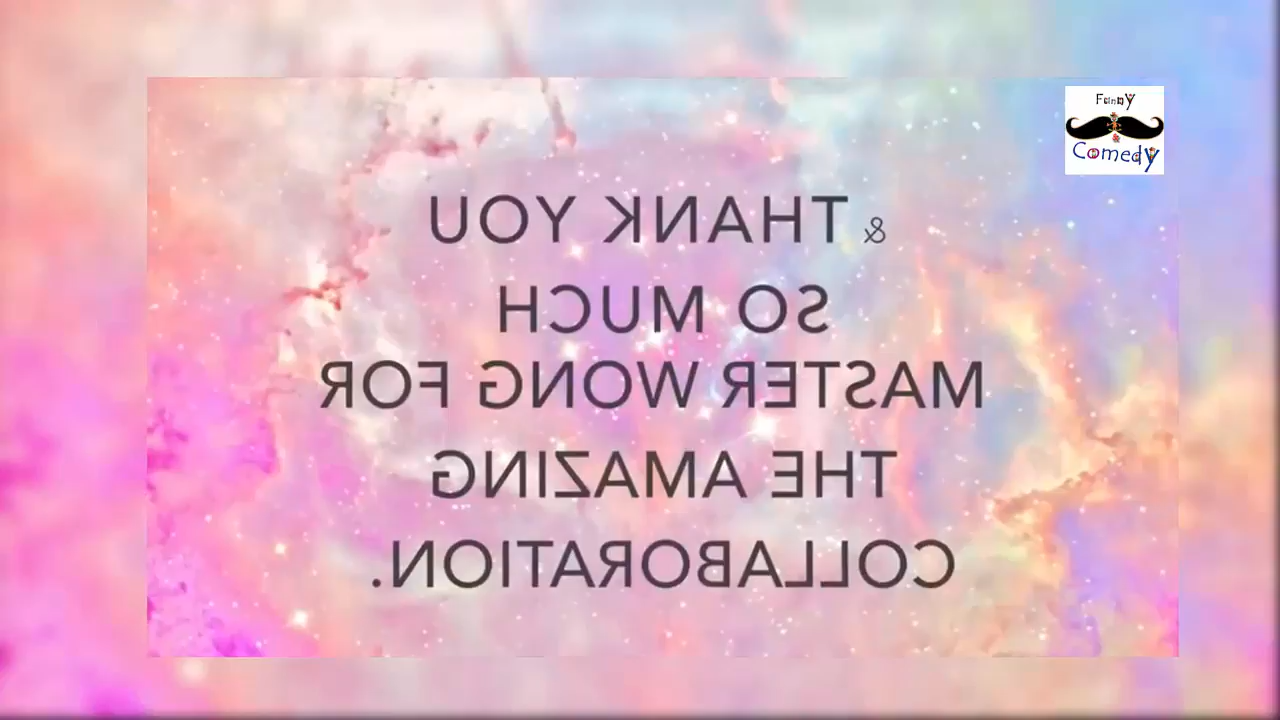 Funny
Comedy
& THANK YOU
SO MUCH
MASTER WONG FOR
THE AMAZING
COLLABORATION.